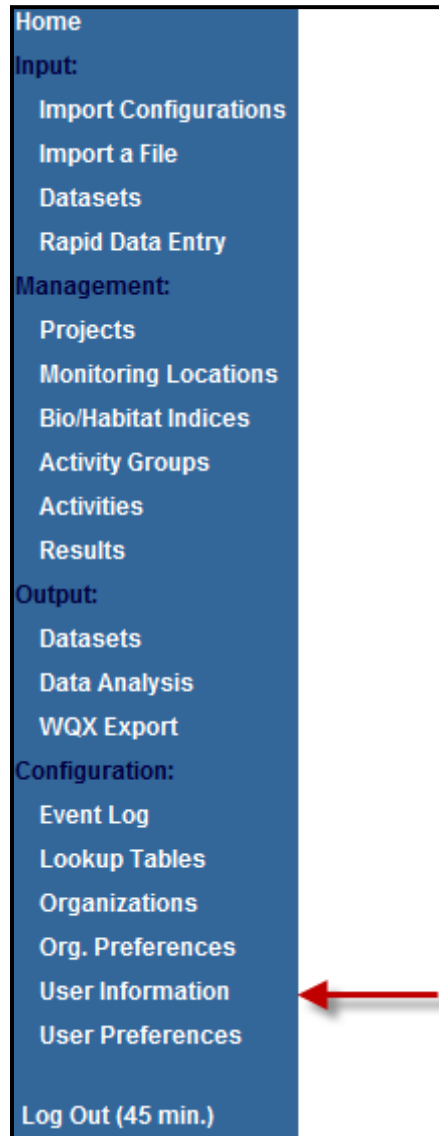 Home
Input:
Import Configurations
Import a File
Datasets
Rapid Data Entry
Management:
Projects
Monitoring Locations
Bio/Habitat Indices
Activity Groups
Activities
Results
Output:
Datasets
Data Analysis
WQX Export
Configuration:
Event Log
Lookup Tables
Organizations
Org. Preferences
User Information
User Preferences
Log Out (45 min.)